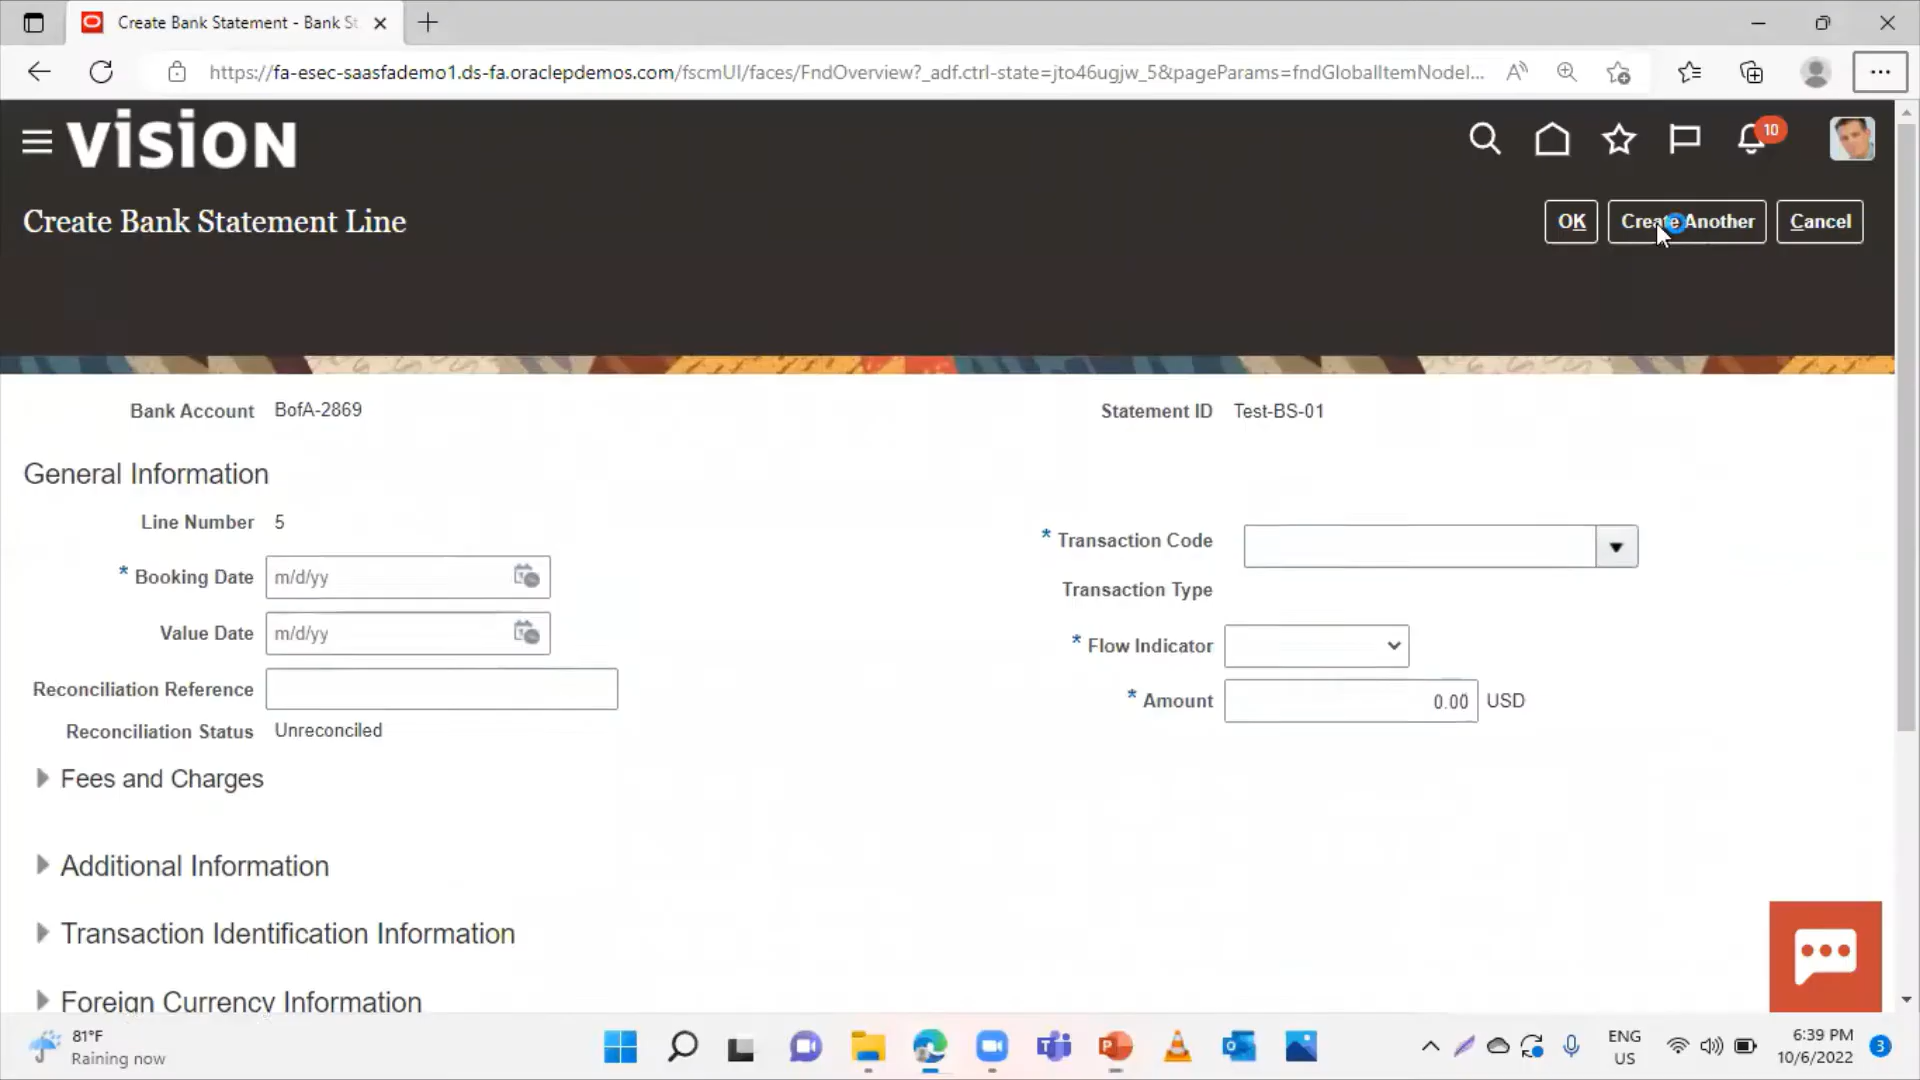 Create Bank Statement - Bank St
https://fa-esec-saasfademo1.ds-fa.oraclepdemos.com/fscmUI/faces/FndOverview?_adf.ctrl-state=jto46ugjw_5&pageParams=fndGlobalItemNodeI...
VISION
10
Create Bank Statement Line
OK
Create Another
Cancel
Bank Account BofA-2869
Statement ID Test-BS-01
General Information
Line Number 5
* Transaction Code
* Booking Date m/d/yy
Transaction Type
Value Date m/d/yy
* Flow Indicator
Reconciliation Reference
* Amount 0.00 USD
Reconciliation Status Unreconciled
Fees and Charges
Additional Information
Transaction Identification Information
Foreign Currency Information
81°F
Raining now
ENG
US
6:39 PM
10/6/2022
3